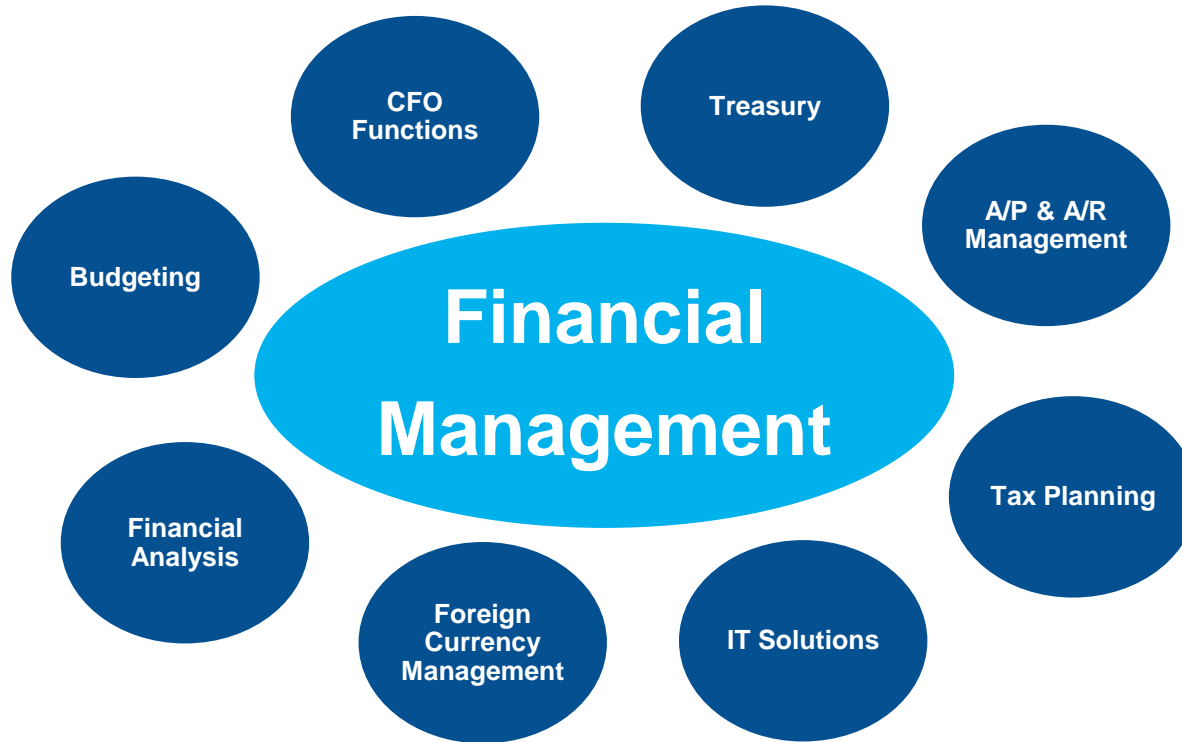 CFO
Functions
Treasury
A/P & A/R
Management
Budgeting
Financial
Management
Tax Planning
Financial
Analysis
Foreign
Currency
Management
IT Solutions